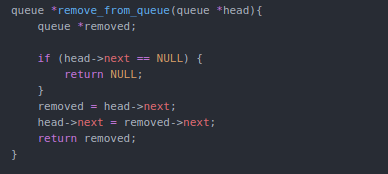 queue *remove_from_queue(queue *head){
    queue *removed;

    if (head->next == NULL) {
        return NULL;
    }
    removed = head->next;
    head->next = removed->next;
    return removed;
}